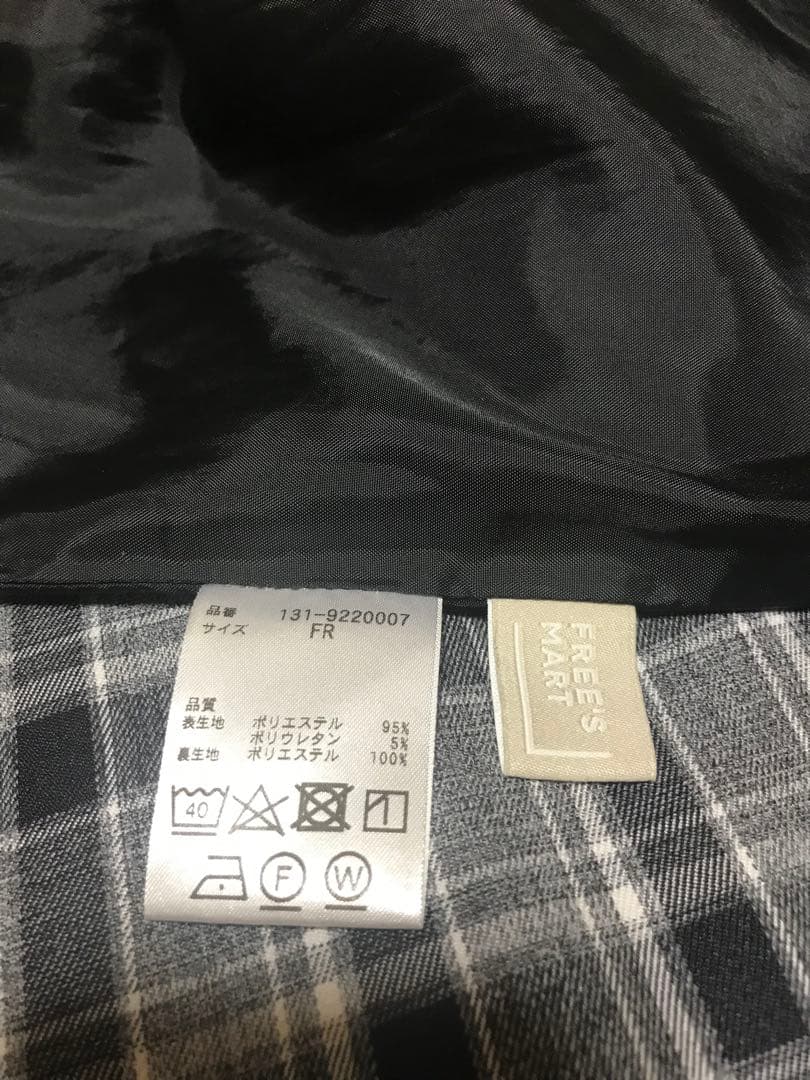 品番 131-9220007
サイズ FR
品質
表生地 ポリエステル 95%
ポリウレタン 5%
裏生地 ポリエステル 100%
40
F W
FREE'S
MART